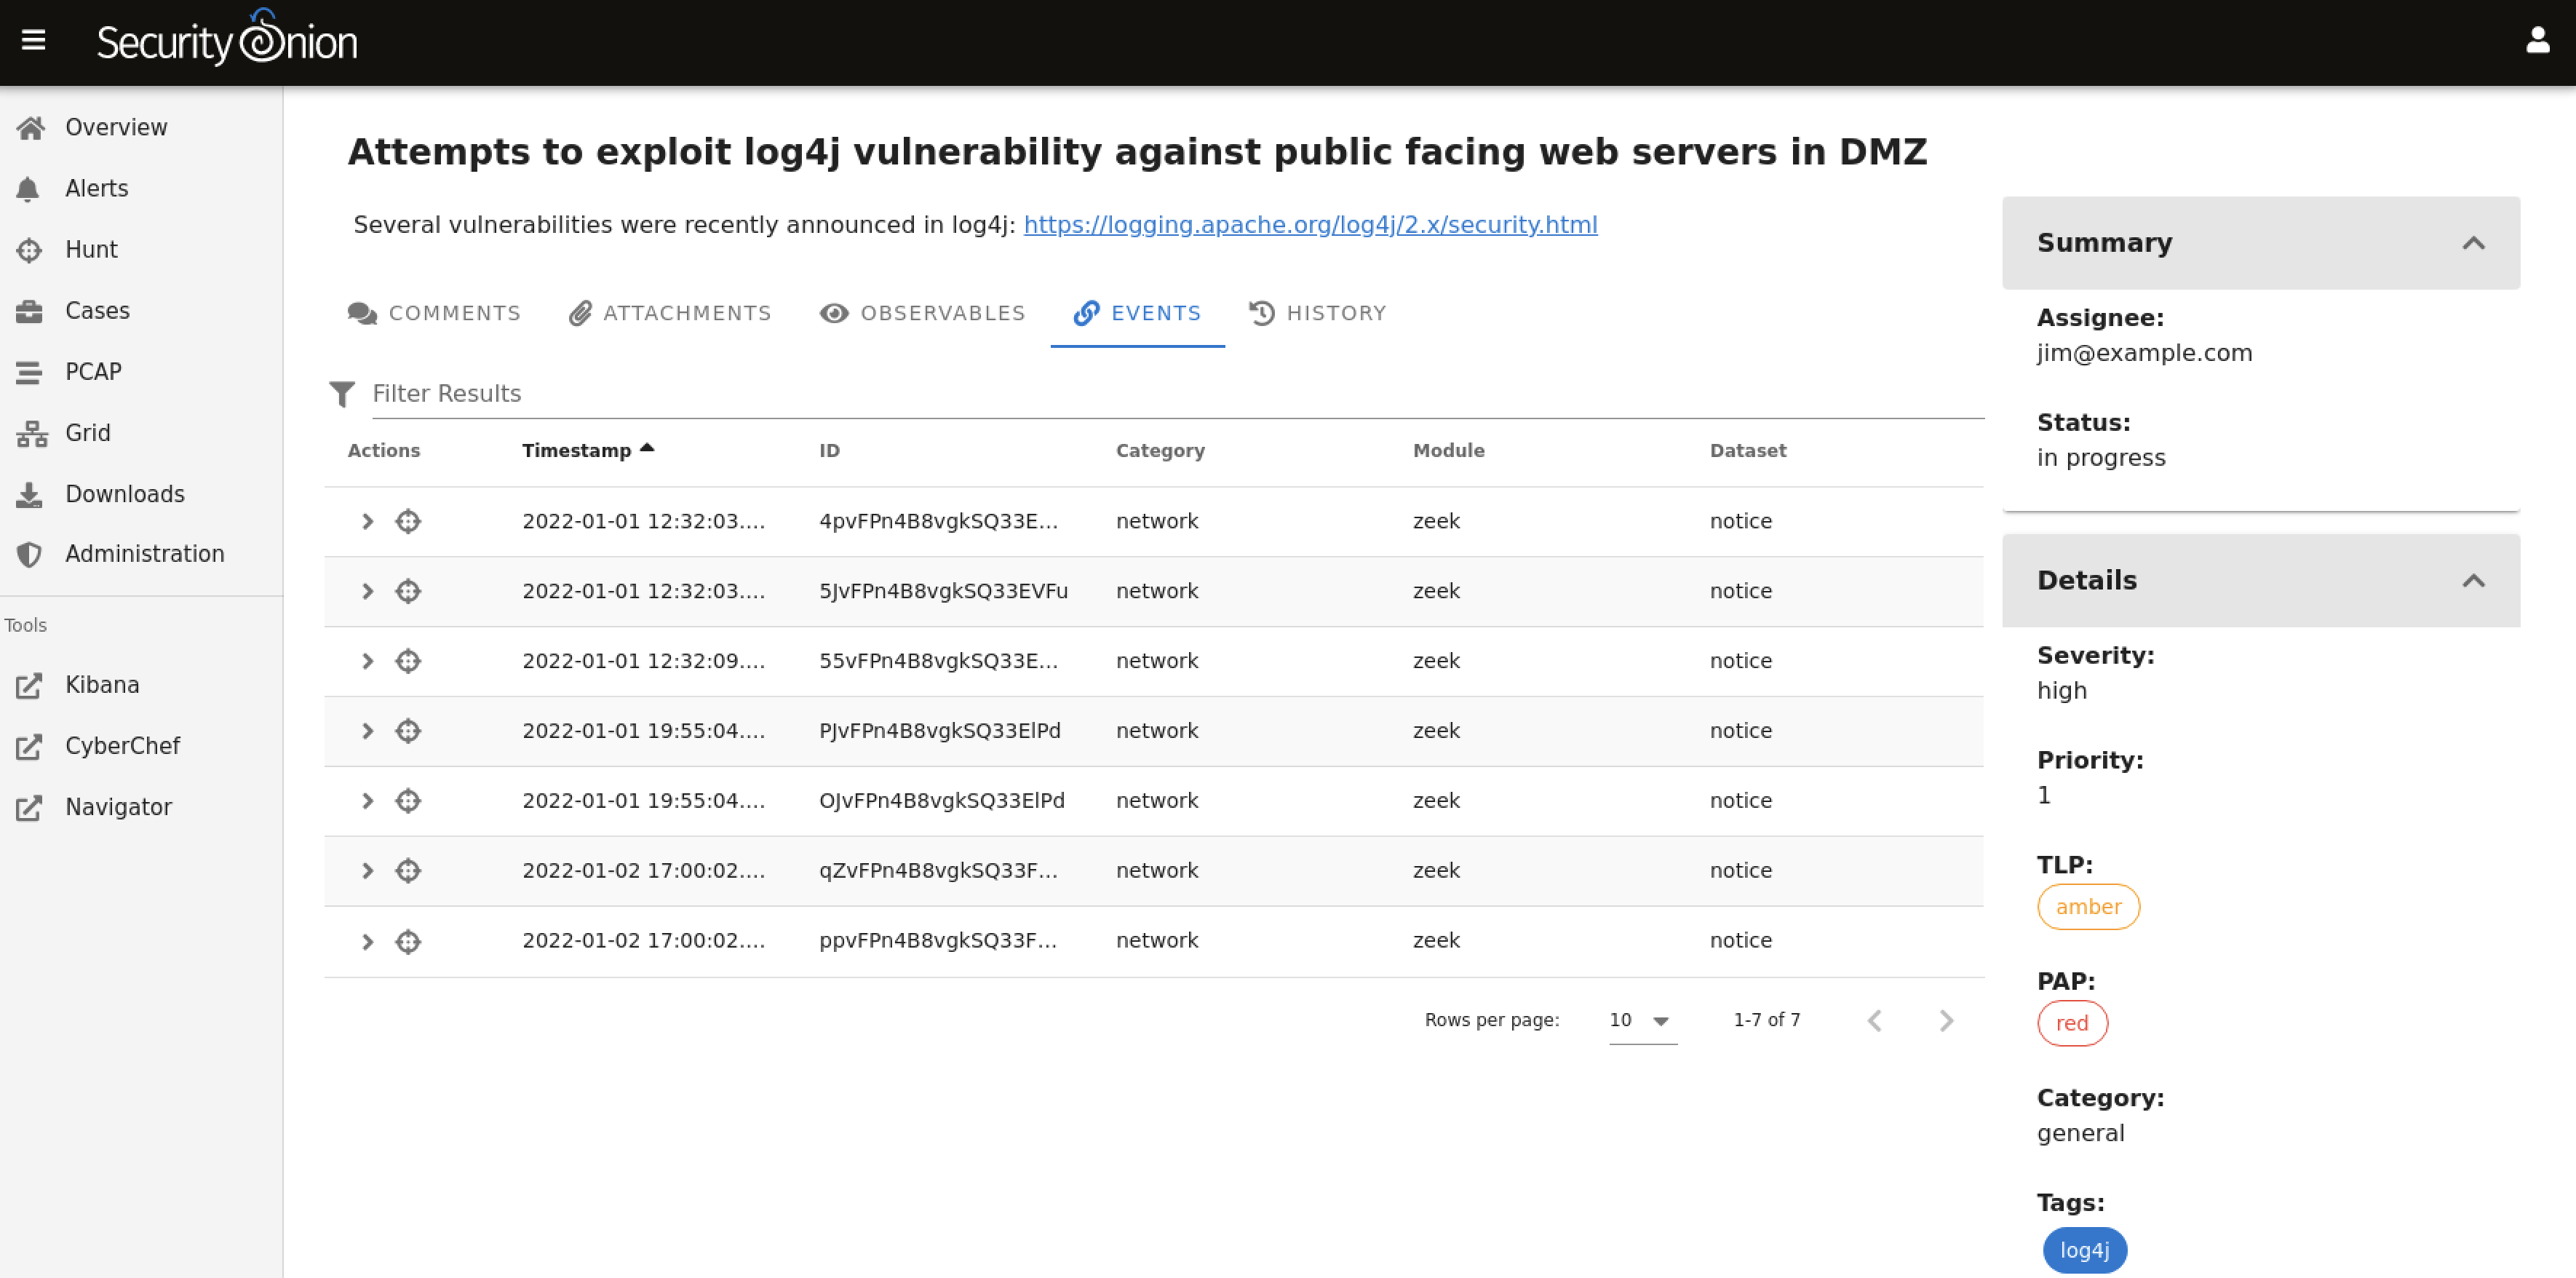 Security Onion
Overview
Alerts
Hunt
Cases
PCAP
Grid
Downloads
Administration
Tools
Kibana
CyberChef
Navigator
Attempts to exploit log4j vulnerability against public facing web servers in DMZ
Several vulnerabilities were recently announced in log4j: https://logging.apache.org/log4j/2.x/security.html
COMMENTS ATTACHMENTS OBSERVABLES EVENTS HISTORY
Filter Results
Actions Timestamp ID Category Module Dataset
2022-01-01 12:32:03.... 4pvFPn4B8vgkSQ33E... network zeek notice
2022-01-01 12:32:03.... 5JvFPn4B8vgkSQ33EVFu network zeek notice
2022-01-01 12:32:09.... 55vFPn4B8vgkSQ33E... network zeek notice
2022-01-01 19:55:04.... PJvFPn4B8vgkSQ33ElPd network zeek notice
2022-01-01 19:55:04.... OJvFPn4B8vgkSQ33ElPd network zeek notice
2022-01-02 17:00:02.... qZvFPn4B8vgkSQ33F... network zeek notice
2022-01-02 17:00:02.... ppvFPn4B8vgkSQ33F... network zeek notice
Rows per page: 10 1-7 of 7
Summary
Assignee:
jim@example.com
Status:
in progress
Details
Severity:
high
Priority:
1
TLP:
amber
PAP:
red
Category:
general
Tags:
log4j